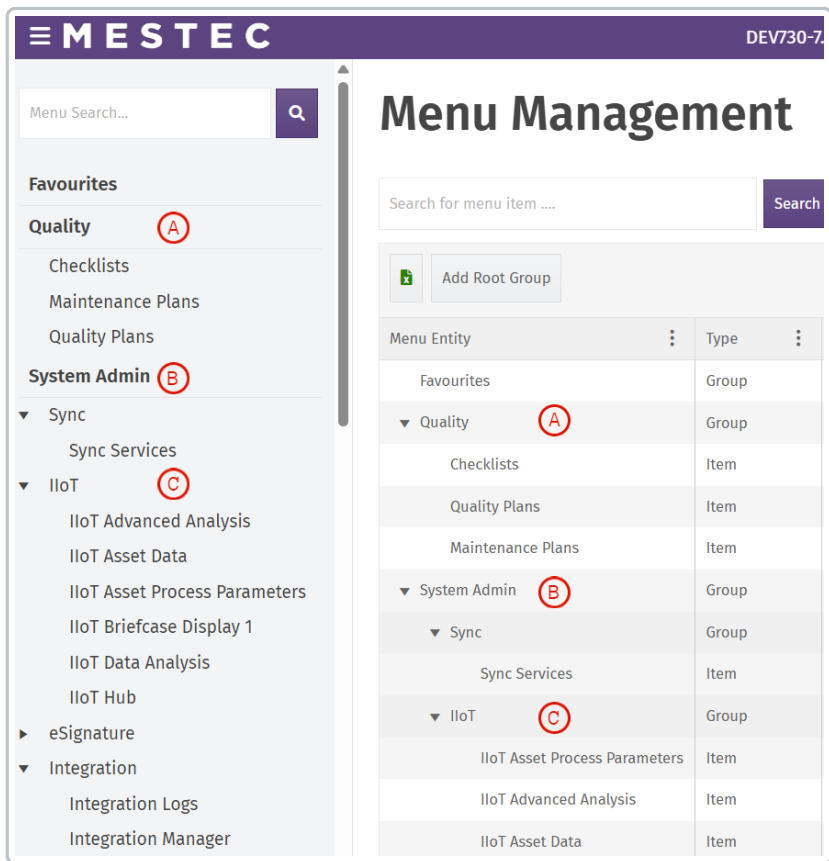 MESTEC
DEV730-7.
Menu Search...
Favourites
Quality A
Checklists
Maintenance Plans
Quality Plans
System Admin B
Sync
Sync Services
IIoT C
IIoT Advanced Analysis
IIoT Asset Data
IIoT Asset Process Parameters
IIoT Briefcase Display 1
IIoT Data Analysis
IIoT Hub
eSignature
Integration
Integration Logs
Integration Manager
Menu Management
Search for menu item ....
Search
Add Root Group
Menu Entity Type
Favourites Group
Quality A Group
Checklists Item
Quality Plans Item
Maintenance Plans Item
System Admin B Group
Sync Group
Sync Services Item
IIoT C Group
IIoT Asset Process Parameters Item
IIoT Advanced Analysis Item
IIoT Asset Data Item